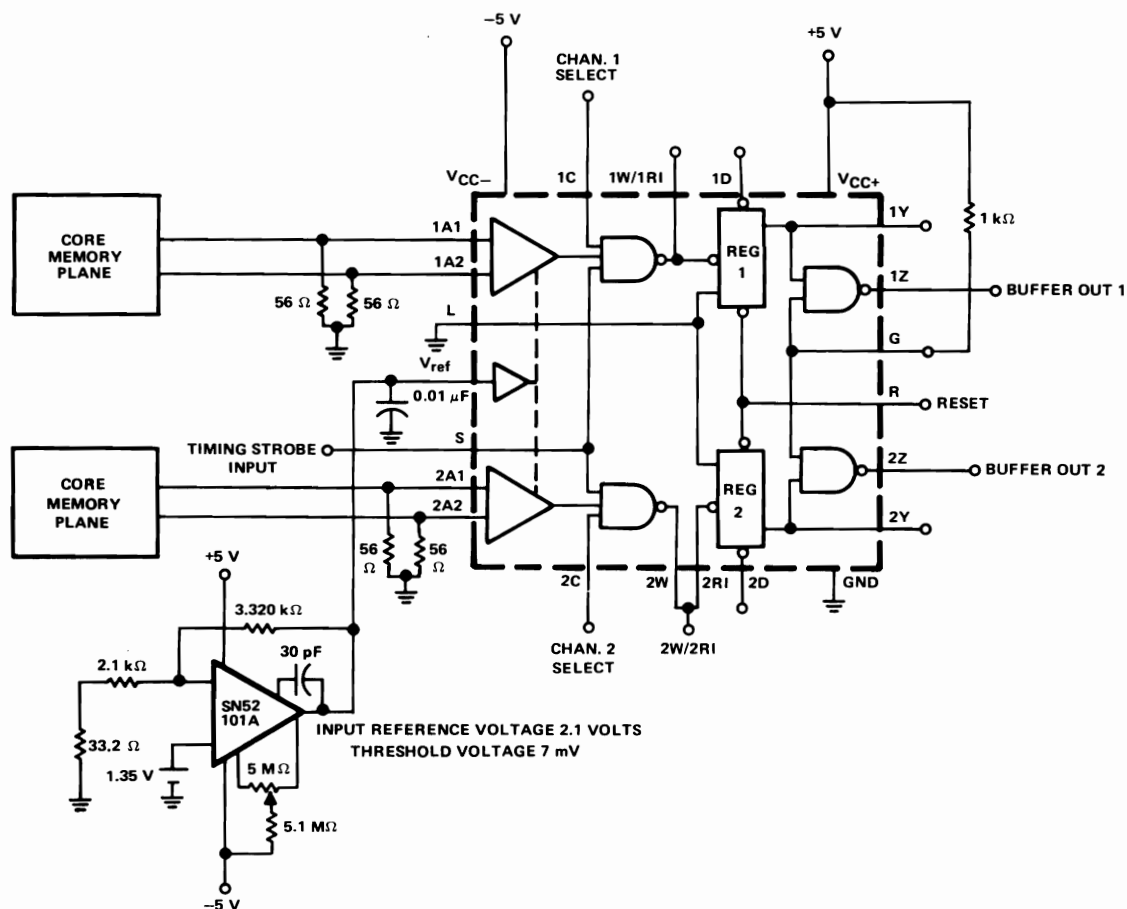 –5 V
+5 V
CHAN. 1
SELECT
VCC–
1C
1W/1RI
1D
VCC+
CORE
MEMORY
PLANE
1A1
1A2
56 Ω
56 Ω
REG
1
1Y
1 kΩ
1Z
BUFFER OUT 1
L
G
Vref
0.01 μF
R
RESET
S
TIMING STROBE
INPUT
CORE
MEMORY
PLANE
2A1
2A2
56
Ω
56
Ω
REG
2
2Z
BUFFER OUT 2
2Y
2C
2W
2RI
2D
GND
+5 V
3.320 kΩ
CHAN. 2
SELECT
2W/2RI
2.1 kΩ
30 pF
SN52
101A
INPUT REFERENCE VOLTAGE 2.1 VOLTS
THRESHOLD VOLTAGE 7 mV
33.2 Ω
1.35 V
5 MΩ
5.1 MΩ
–5 V